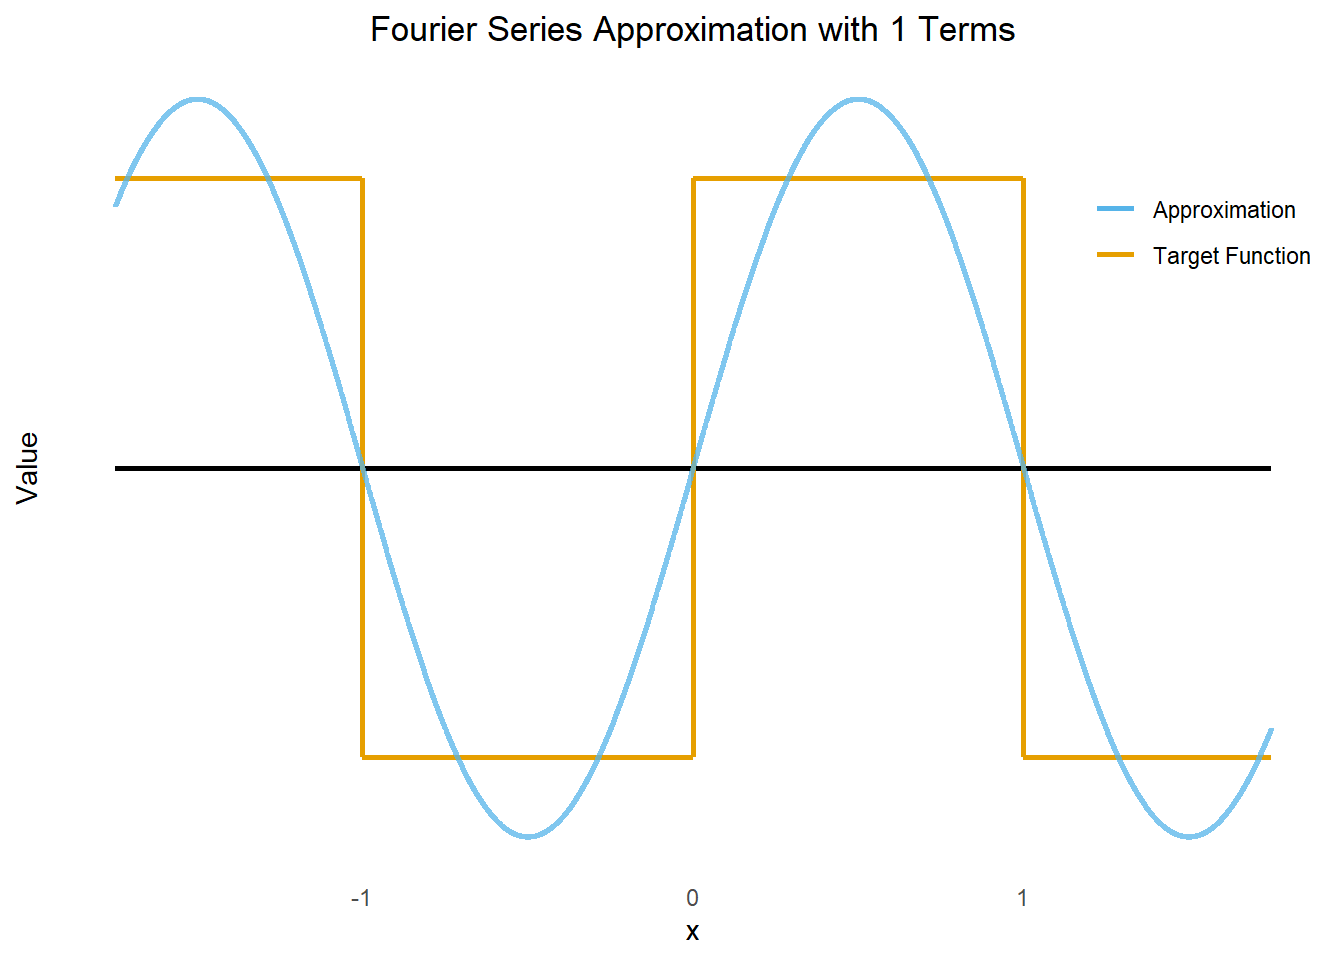 Fourier Series Approximation with 1 Terms
Approximation
Target Function
Value
-1 0 1
x